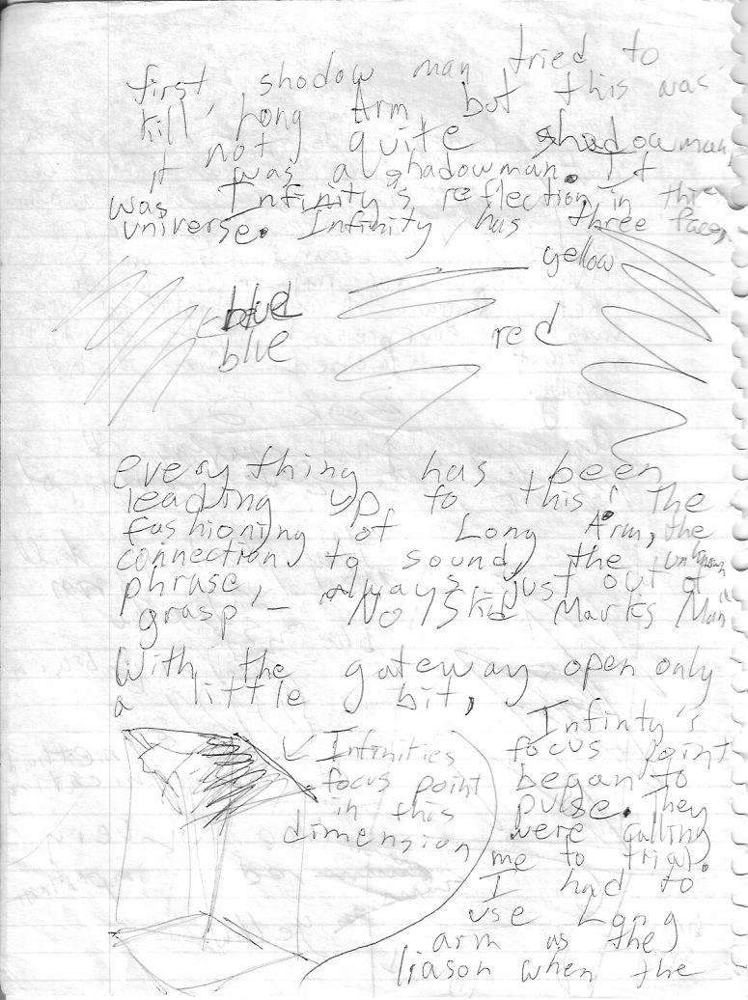 first, shadow man tried to
kill Long Arm, but this was
not quite shadowman,
it was a shadowman. It
was Infinity's reflection in this
universe. Infinity has three faces
yellow
blue
blue
red
everything has been
leading up to this: The
fashioning of Long Arm, the
connection to sound, the unknown
phrase, always just out of
grasp - "No Skid Marks Man"
With the gateway open only
a little bit,
Infinity's
focus point
began to
pulse. They
were calling
me to trial.
I had to
use Long
arm as the
liason when the
Infinities
focus point
in this
dimension